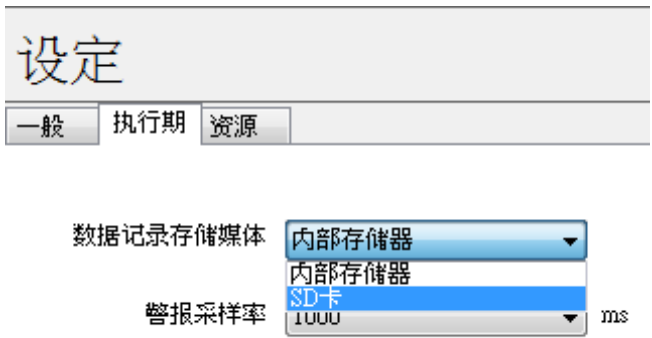 设定
一般 执行期 资源
数据记录存储媒体 内部存储器
内部存储器
SD卡
警报采样率 1000 ms